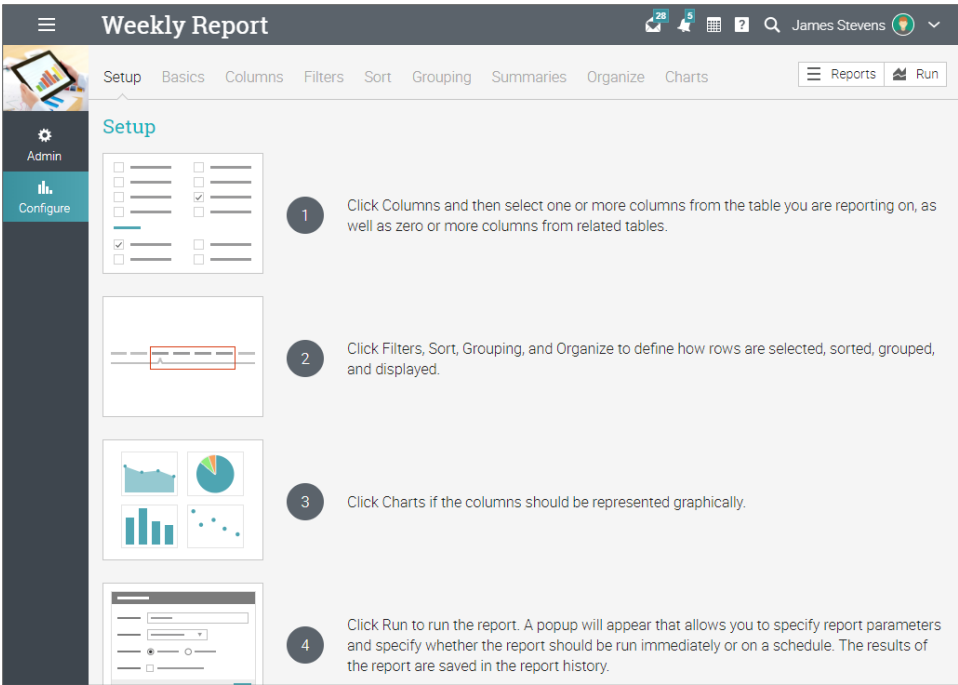 Weekly Report
28
5
?
James Stevens
Setup Basics Columns Filters Sort Grouping Summaries Organize Charts
Reports Run
Admin
Configure
Setup
1
Click Columns and then select one or more columns from the table you are reporting on, as
well as zero or more columns from related tables.
2
Click Filters, Sort, Grouping, and Organize to define how rows are selected, sorted, grouped,
and displayed.
3
Click Charts if the columns should be represented graphically.
4
Click Run to run the report. A popup will appear that allows you to specify report parameters
and specify whether the report should be run immediately or on a schedule. The results of
the report are saved in the report history.